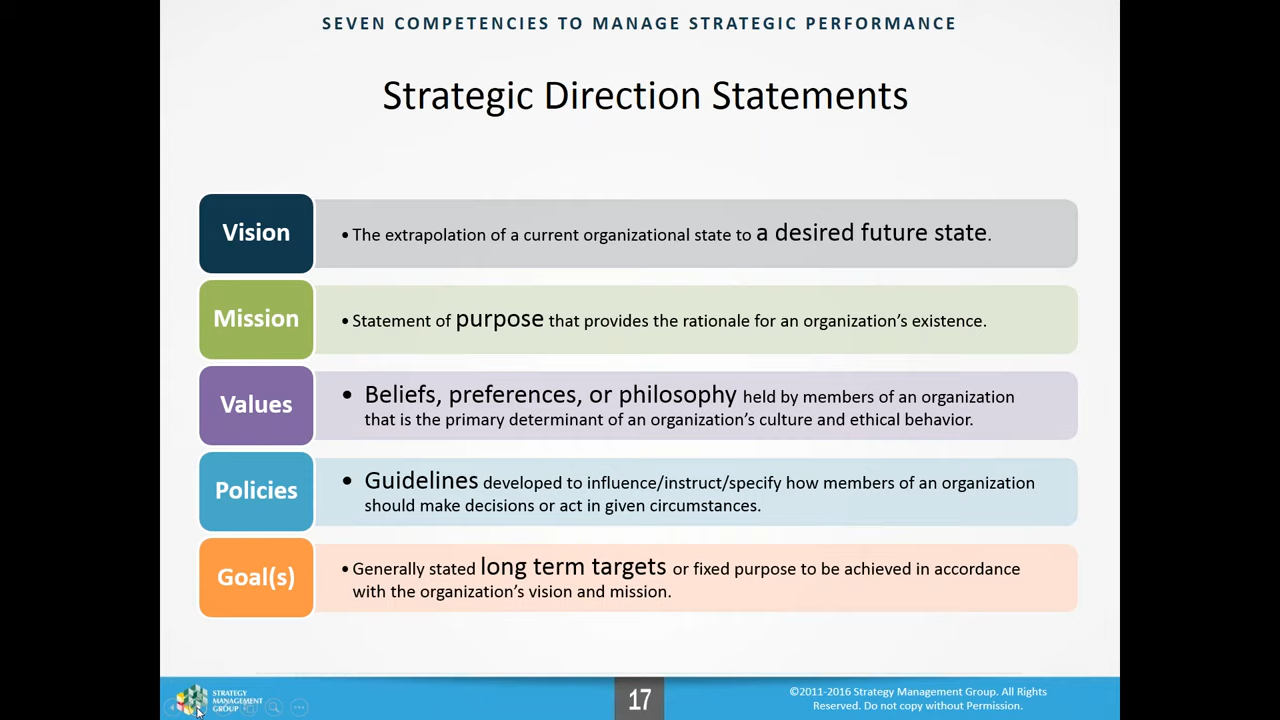 SEVEN COMPETENCIES TO MANAGE STRATEGIC PERFORMANCE
Strategic Direction Statements
Vision
• The extrapolation of a current organizational state to a desired future state.
Mission
• Statement of purpose that provides the rationale for an organization's existence.
Values
• Beliefs, preferences, or philosophy held by members of an organization
that is the primary determinant of an organization's culture and ethical behavior.
Policies
• Guidelines developed to influence/instruct/specify how members of an organization
should make decisions or act in given circumstances.
Goal(s)
• Generally stated long term targets or fixed purpose to be achieved in accordance
with the organization's vision and mission.
STRATEGY
MANAGEMENT
GROUP
17
©2011-2016 Strategy Management Group. All Rights
Reserved. Do not copy without Permission.